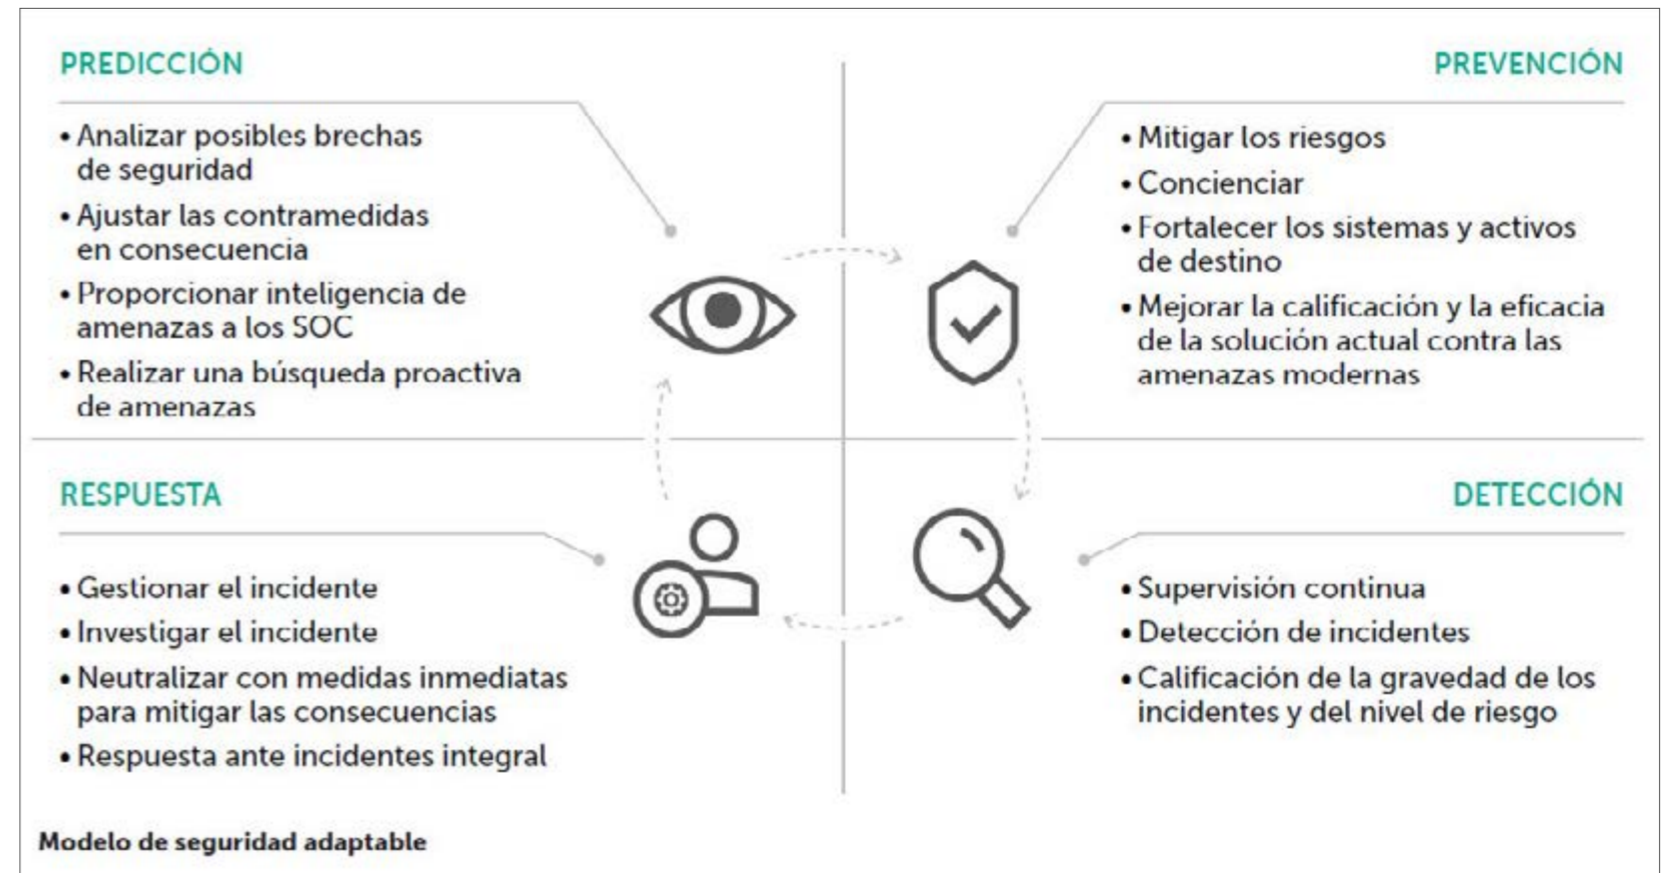 PREDICCIÓN
• Analizar posibles brechas
de seguridad
• Ajustar las contramedidas
en consecuencia
• Proporcionar inteligencia de
amenazas a los SOC
• Realizar una búsqueda proactiva
de amenazas
PREVENCIÓN
• Mitigar los riesgos
• Concienciar
• Fortalecer los sistemas y activos
de destino
• Mejorar la calificación y la eficacia
de la solución actual contra las
amenazas modernas
RESPUESTA
• Gestionar el incidente
• Investigar el incidente
• Neutralizar con medidas inmediatas
para mitigar las consecuencias
• Respuesta ante incidentes integral
DETECCIÓN
• Supervisión continua
• Detección de incidentes
• Calificación de la gravedad de los
incidentes y del nivel de riesgo
Modelo de seguridad adaptable